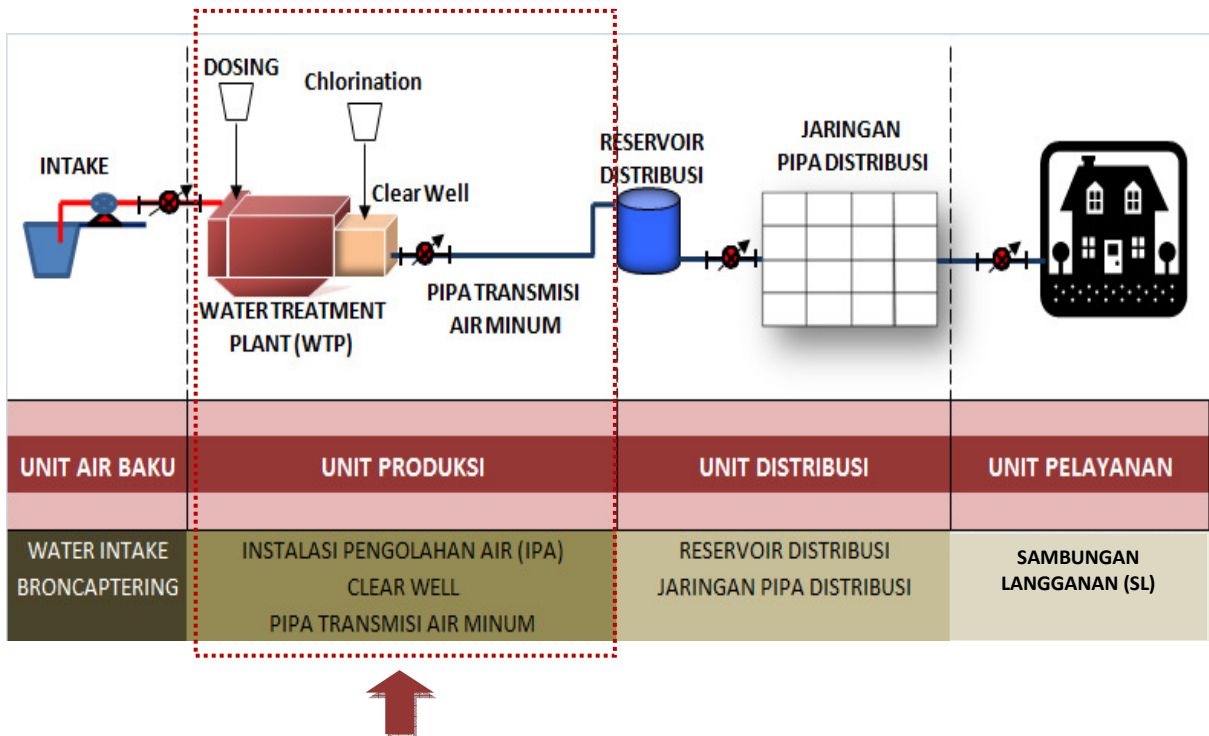 DOSING
Chlorination
INTAKE
Clear Well
WATER TREATMENT
PLANT (WTP)
PIPA TRANSMISI
AIR MINUM
RESERVOIR
DISTRIBUSI
JARINGAN
PIPA DISTRIBUSI
UNIT AIR BAKU
UNIT PRODUKSI
UNIT DISTRIBUSI
UNIT PELAYANAN
WATER INTAKE
BRONCAPTERING
INSTALASI PENGOLAHAN AIR (IPA)
CLEAR WELL
PIPA TRANSMISI AIR MINUM
RESERVOIR DISTRIBUSI
JARINGAN PIPA DISTRIBUSI
SAMBUNGAN
LANGGANAN (SL)